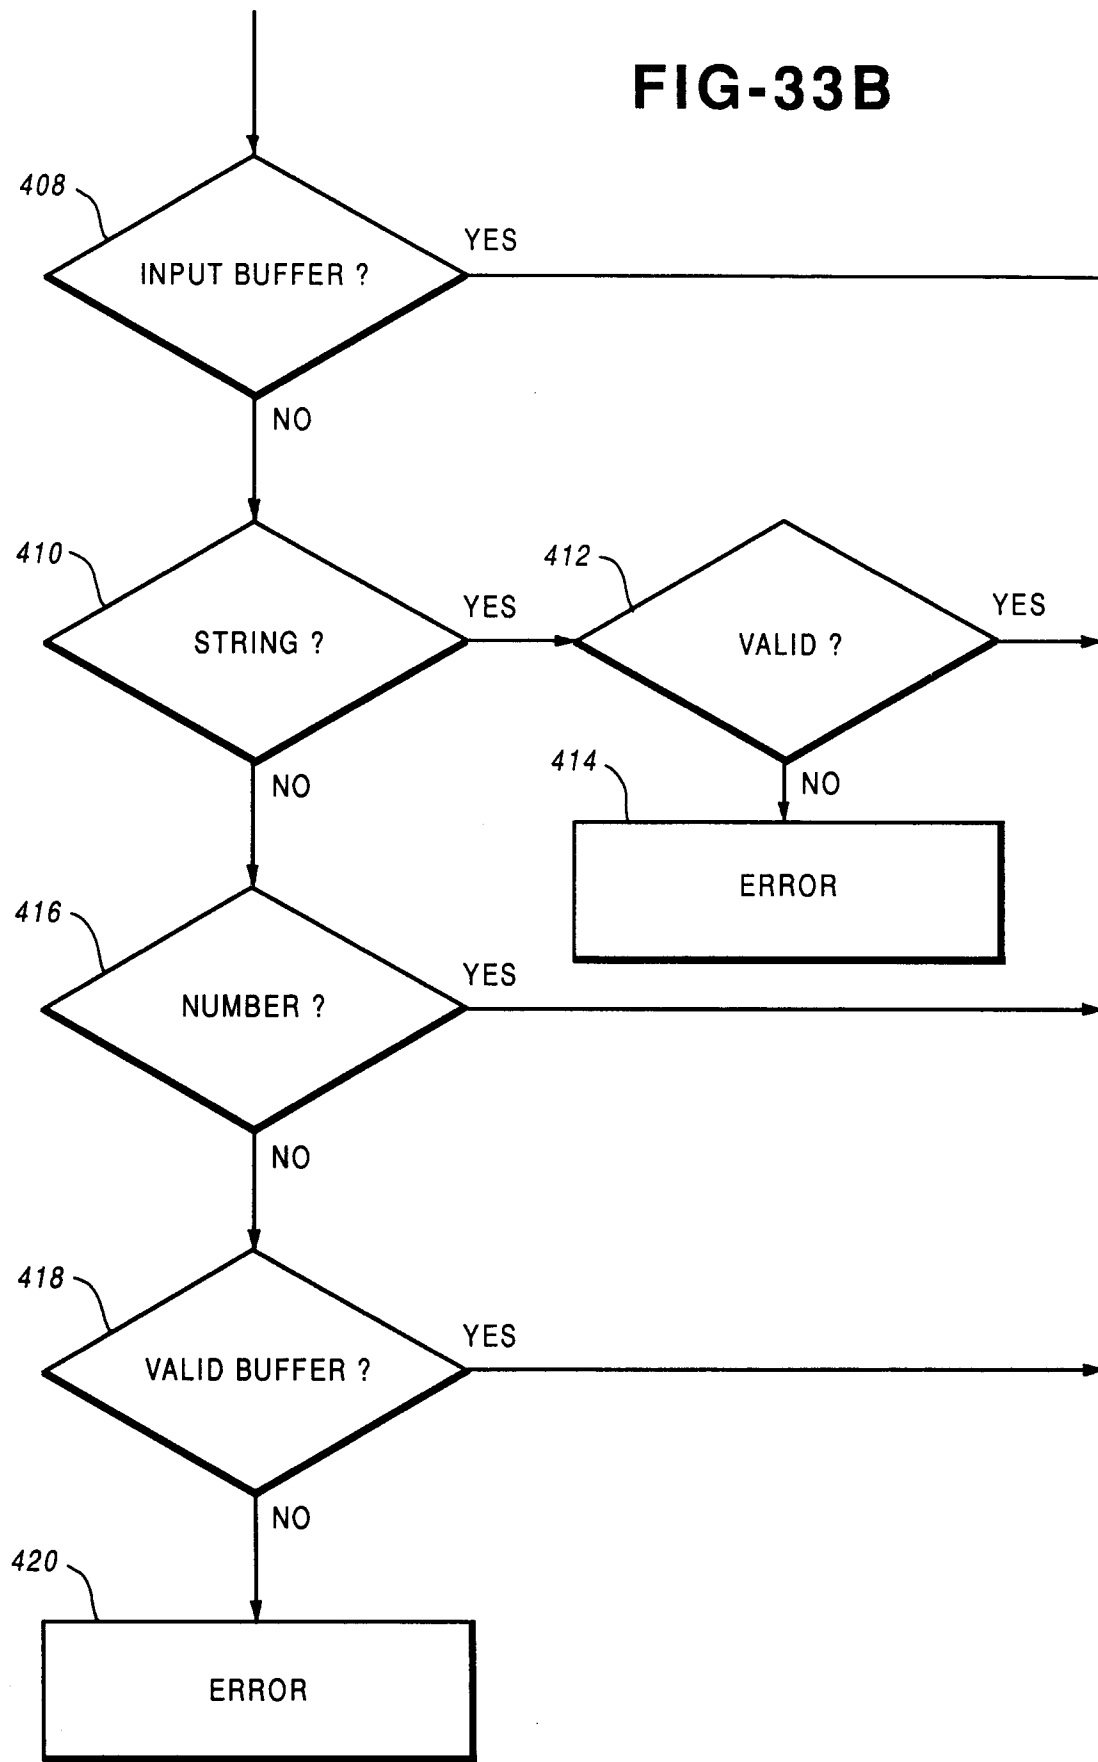 FIG-33B
408
INPUT BUFFER ?
YES
NO
410
STRING ?
YES
412
VALID ?
YES
NO
414
ERROR
NO
416
NUMBER ?
YES
NO
418
VALID BUFFER ?
YES
NO
420
ERROR